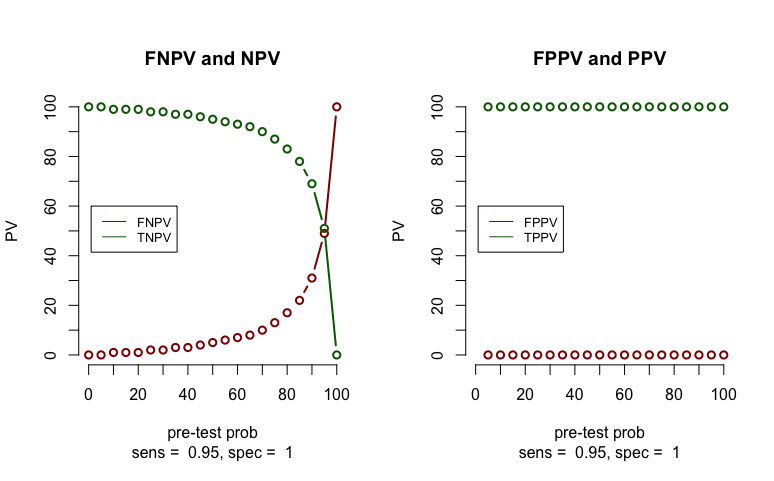 FNPV and NPV
PV
0
20
40
60
80
100
FNPV
TNPV
0
20
40
60
80
100
pre-test prob
sens =  0.95, spec =  1
FPPV and PPV
PV
0
20
40
60
80
100
FPPV
TPPV
0
20
40
60
80
100
pre-test prob
sens =  0.95, spec =  1